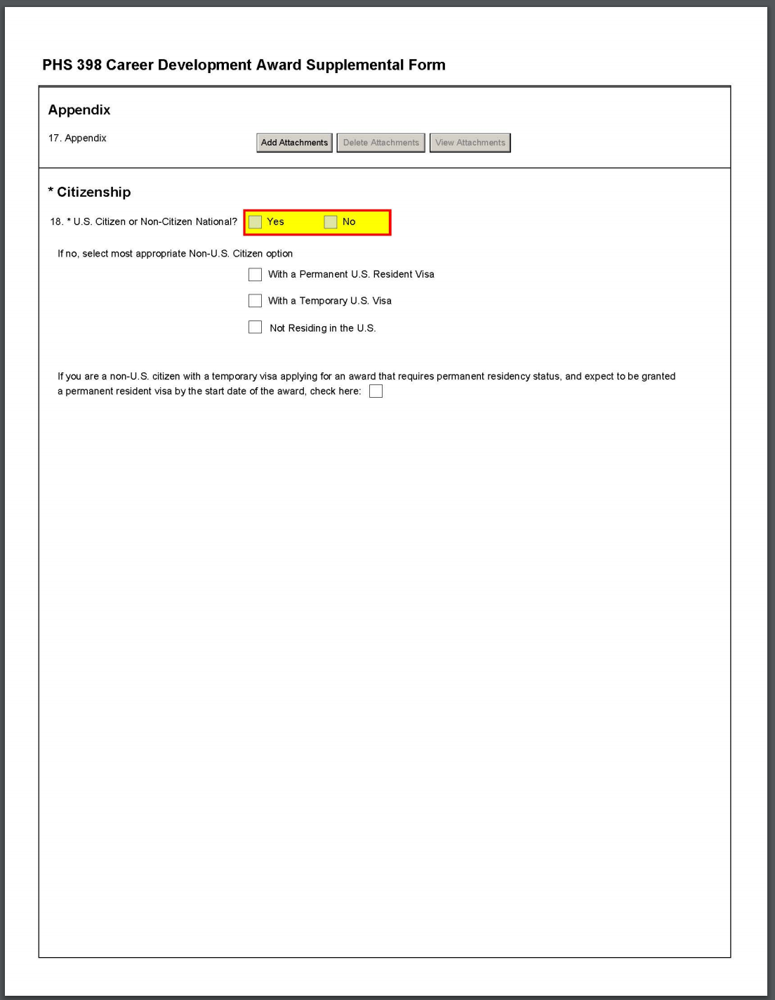 PHS 398 Career Development Award Supplemental Form
Appendix
17. Appendix
Add Attachments Delete Attachments View Attachments
* Citizenship
18. * U.S. Citizen or Non-Citizen National? Yes No
If no, select most appropriate Non-U.S. Citizen option
With a Permanent U.S. Resident Visa
With a Temporary U.S. Visa
Not Residing in the U.S.
If you are a non-U.S. citizen with a temporary visa applying for an award that requires permanent residency status, and expect to be granted
a permanent resident visa by the start date of the award, check here: